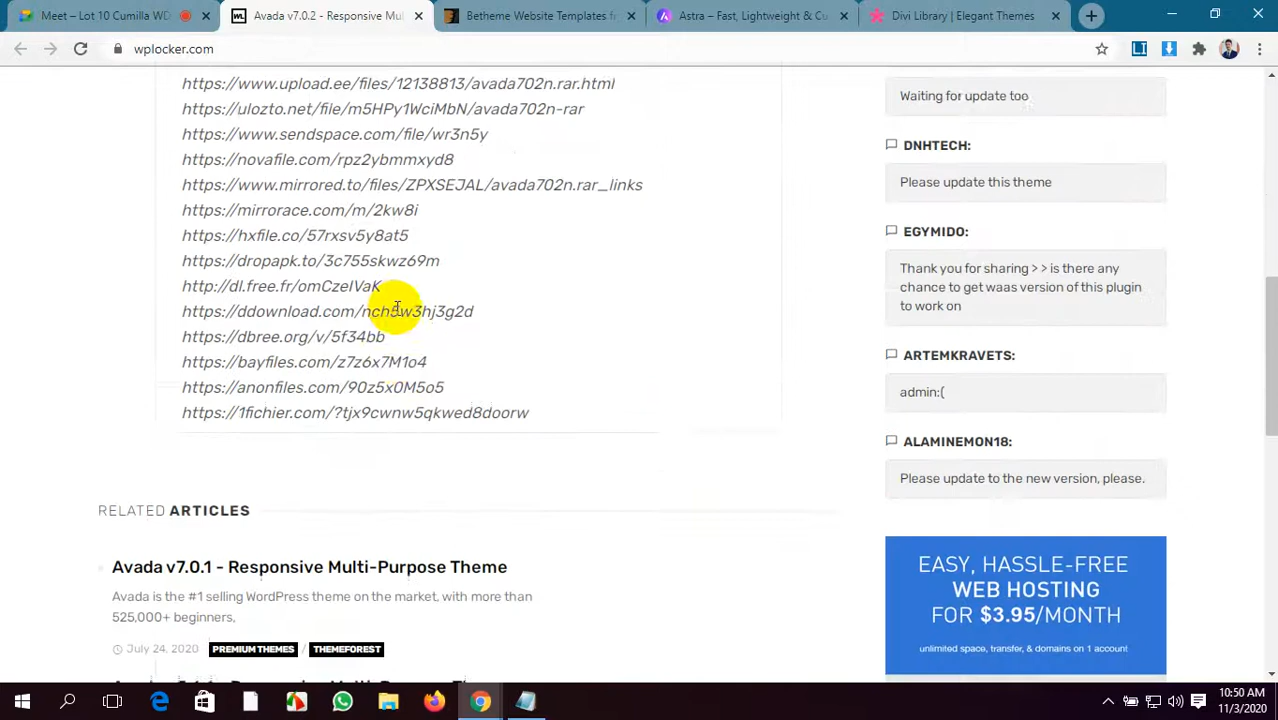 Meet – Lot 10 Cumilla WD
Avada v7.0.2 - Responsive Mul
Betheme Website Templates fr
Astra – Fast, Lightweight & Cu
Divi Library | Elegant Themes
wplocker.com
https://www.upload.ee/files/12138813/avada702n.rar.html
https://ulozto.net/file/m5HPy1WciMbN/avada702n-rar
https://www.sendspace.com/file/wr3n5y
https://novafile.com/rpz2ybmmxyd8
https://www.mirrored.to/files/ZPXSEJAL/avada702n.rar_links
https://mirrorace.com/m/2kw8i
https://hxfile.co/57rxsv5y8at5
https://dropapk.to/3c755skwz69m
http://dl.free.fr/omCzeIVaK
https://ddownload.com/nch5w3hj3g2d
https://dbree.org/v/5f34bb
https://bayfiles.com/z7z6x7M1o4
https://anonfiles.com/90z5x0M5o5
https://1fichier.com/?tjx9cwnw5qkwed8doorw
RELATED ARTICLES
Avada v7.0.1 - Responsive Multi-Purpose Theme
Avada is the #1 selling WordPress theme on the market, with more than
525,000+ beginners,
July 24, 2020 PREMIUM THEMES / THEMEFOREST
Waiting for update too
DNHTECH:
Please update this theme
EGYMIDO:
Thank you for sharing > > is there any
chance to get waas version of this plugin
to work on
ARTEMKRAVETS:
admin:(
ALAMINEMON18:
Please update to the new version, please.
EASY, HASSLE-FREE
WEB HOSTING
FOR $3.95/MONTH
unlimited space, transfer, & domains on 1 account
10:50 AM
11/3/2020